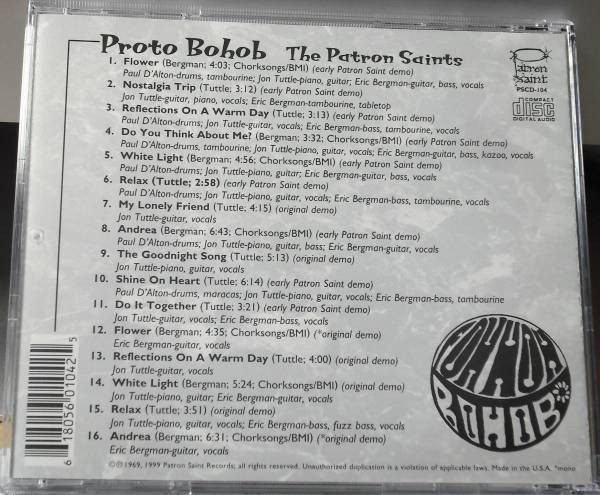 Proto Bohob The Patron Saints
1. Flower (Bergman; 4:03; Chorksongs/BMI) (early Patron Saint demo)
Paul D'Alton-drums, tambourine; Jon Tuttle-piano, guitar; Eric Bergman-guitar, bass, vocals
2. Nostalgia Trip (Tuttle; 3:12) (early Patron Saint demo)
Jon Tuttle-guitar, piano, vocals; Eric Bergman-tambourine, tabletop
3. Reflections On A Warm Day (Tuttle; 3:13) (early Patron Saint demo)
Paul D'Alton-drums; Jon Tuttle-piano, guitar, vocals; Eric Bergman-bass, tambourine, vocals
4. Do You Think About Me? (Bergman; 3:32; Chorksongs/BMI) (early Patron Saint demo)
Paul D'Alton-drums, tambourine; Jon Tuttle-piano, guitar, vocals; Eric Bergman-guitar, bass, kazoo, vocals
5. White Light (Bergman; 4:56; Chorksongs/BMI) (early Patron Saint demo)
Paul D'Alton-drums; Jon Tuttle-piano, guitar; Eric Bergman-guitar, bass, vocals
6. Relax (Tuttle; 2:58) (early Patron Saint demo)
Paul D'Alton-drums; Jon Tuttle-piano, guitar, vocals; Eric Bergman-bass, tambourine, vocals
7. My Lonely Friend (Tuttle; 4:15) (original demo)
Jon Tuttle-guitar, vocals
8. Andrea (Bergman; 6:43; Chorksongs/BMI) (early Patron Saint demo)
Paul D'Alton-drums; Jon Tuttle-piano, guitar, bass; Eric Bergman-guitar, vocals
9. The Goodnight Song (Tuttle; 5:13) (original demo)
Jon Tuttle-piano, guitar, vocals
10. Shine On Heart (Tuttle; 6:14) (early Patron Saint demo)
Paul D'Alton-drums, maracas; Jon Tuttle-piano, guitar, vocals; Eric Bergman-bass, tambourine
11. Do It Together (Tuttle; 3:21) (early Patron Saint demo)
Jon Tuttle-guitar, vocals; Eric Bergman-bass, vocals
12. Flower (Bergman; 4:35; Chorksongs/BMI) (*original demo)
Eric Bergman-guitar, vocals
13. Reflections On A Warm Day (Tuttle; 4:00) (original demo)
Jon Tuttle-guitar, vocals
14. White Light (Bergman; 5:24; Chorksongs/BMI) (original demo)
Jon Tuttle-piano, guitar; Eric Bergman-guitar, vocals
15. Relax (Tuttle; 3:51) (original demo)
Jon Tuttle-piano, guitar, vocals; Eric Bergman-bass, fuzz bass, vocals
16. Andrea (Bergman; 6:31; Chorksongs/BMI) (*original demo)
Eric Bergman-guitar, vocals
Patron
Saint
PSCD-104
COMPACT
disc
DIGITAL AUDIO
PROTO
BOHOB
6 18056 01042 5
©℗1969, 1999 Patron Saint Records; all rights reserved. Unauthorized duplication is a violation of applicable laws. Made in the U.S.A. *mono